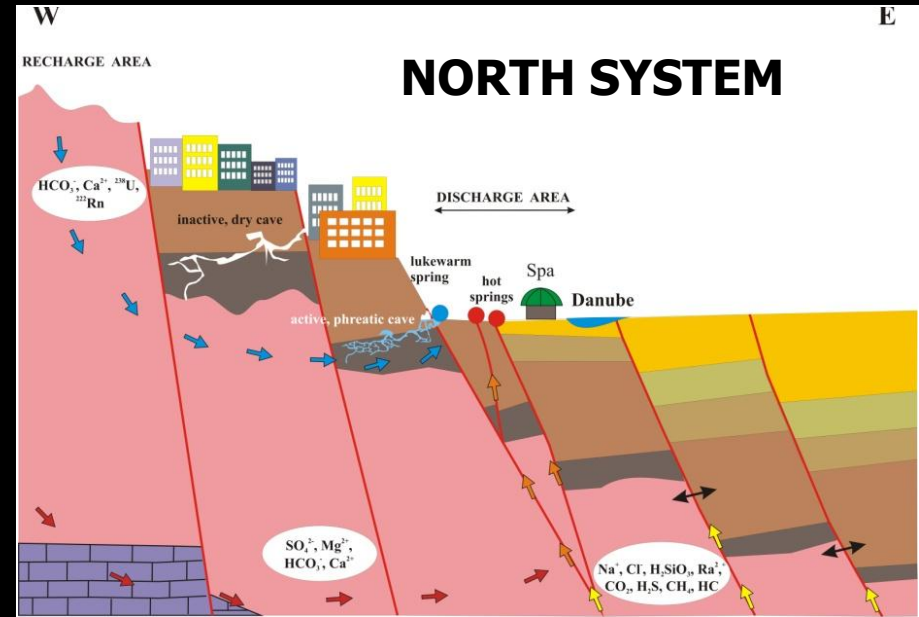 W
E
RECHARGE AREA
NORTH SYSTEM
HCO₃⁻, Ca²⁺, ²³⁸U,
²²²Rn
inactive, dry cave
DISCHARGE AREA
lukewarm
spring
hot
springs
Spa
Danube
active, phreatic cave
SO₄²⁻, Mg²⁺,
HCO₃⁻, Ca²⁺
Na⁺, Cl⁻, H₂SiO₃, Ra²,⁺
CO₂, H₂S, CH₄, HC